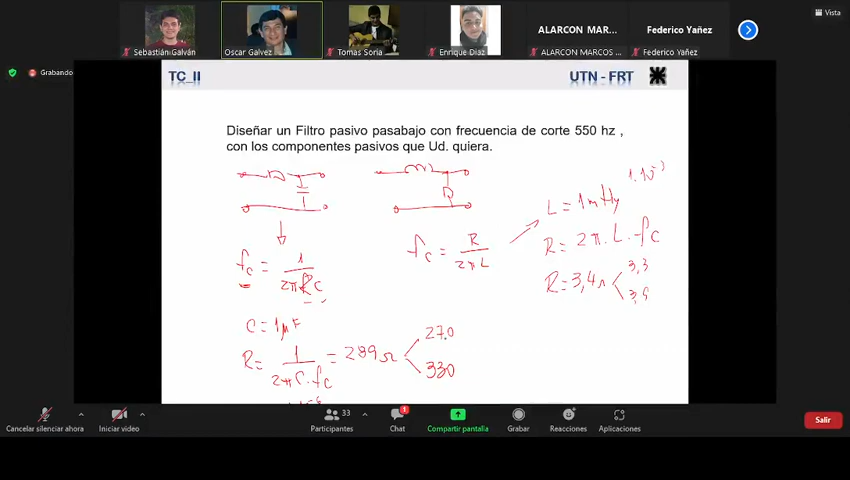 Vista
Sebastián Galván
Oscar Galvez
Tomas Soria
Enrique Diaz
ALARCON MAR...
ALARCON MARCOS ...
Federico Yañez
Federico Yañez
Grabando
TC_II
UTN - FRT
Diseñar un Filtro pasivo pasabajo con frecuencia de corte 550 hz ,
con los componentes pasivos que Ud. quiera.
1.10⁻³
L = 1 mHy
R = 2π. L . fc
R = 3,4 Ω
3,3
fc = R / 2πL
fc = 1 / 2πRC
C = 1µF
R = 1 / 2π C . fc = 289 Ω
270
330
Cancelar silenciar ahora
Iniciar video
33
Participantes
1
Chat
Compartir pantalla
Grabar
Reacciones
Aplicaciones
Salir